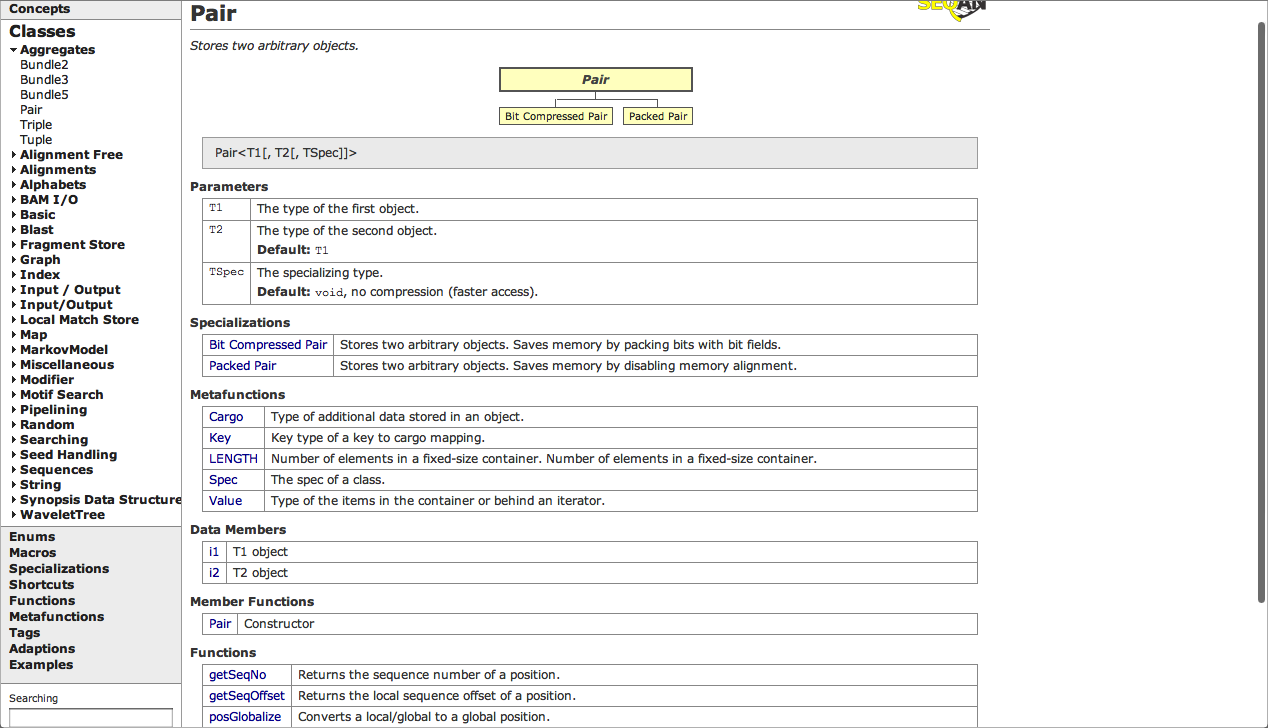 Concepts
Classes
Aggregates
Bundle2
Bundle3
Bundle5
Pair
Triple
Tuple
Alignment Free
Alignments
Alphabets
BAM I/O
Basic
Blast
Fragment Store
Graph
Index
Input / Output
Input/Output
Local Match Store
Map
MarkovModel
Miscellaneous
Modifier
Motif Search
Pipelining
Random
Searching
Seed Handling
Sequences
String
Synopsis Data Structure
WaveletTree
Enums
Macros
Specializations
Shortcuts
Functions
Metafunctions
Tags
Adaptions
Examples
Searching
Pair
SEQAN
Stores two arbitrary objects.
Pair
Bit Compressed Pair Packed Pair
Pair<T1[, T2[, TSpec]]>
Parameters
T1 The type of the first object.
T2 The type of the second object.
Default: T1
TSpec The specializing type.
Default: void, no compression (faster access).
Specializations
Bit Compressed Pair Stores two arbitrary objects. Saves memory by packing bits with bit fields.
Packed Pair Stores two arbitrary objects. Saves memory by disabling memory alignment.
Metafunctions
Cargo Type of additional data stored in an object.
Key Key type of a key to cargo mapping.
LENGTH Number of elements in a fixed-size container. Number of elements in a fixed-size container.
Spec The spec of a class.
Value Type of the items in the container or behind an iterator.
Data Members
i1 T1 object
i2 T2 object
Member Functions
Pair Constructor
Functions
getSeqNo Returns the sequence number of a position.
getSeqOffset Returns the local sequence offset of a position.
posGlobalize Converts a local/global to a global position.